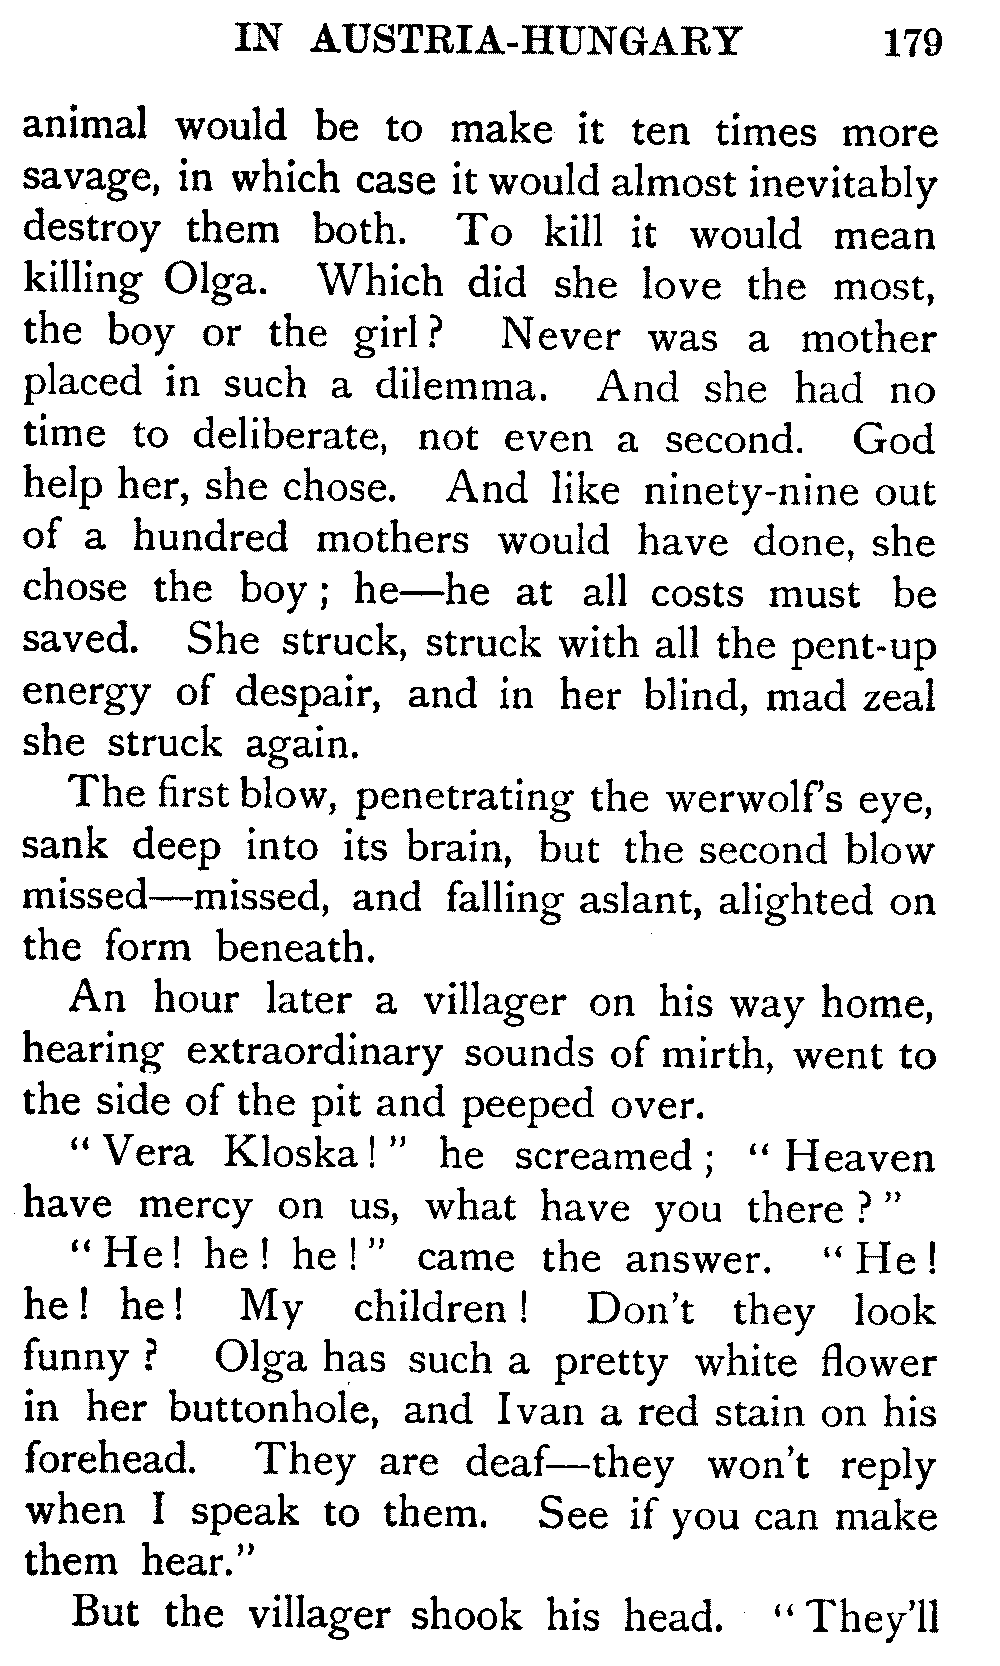 IN AUSTRIA-HUNGARY 179
animal would be to make it ten times more
savage, in which case it would almost inevitably
destroy them both. To kill it would mean
killing Olga. Which did she love the most,
the boy or the girl? Never was a mother
placed in such a dilemma. And she had no
time to deliberate, not even a second. God
help her, she chose. And like ninety-nine out
of a hundred mothers would have done, she
chose the boy; he—he at all costs must be
saved. She struck, struck with all the pent-up
energy of despair, and in her blind, mad zeal
she struck again.
The first blow, penetrating the werwolf's eye,
sank deep into its brain, but the second blow
missed—missed, and falling aslant, alighted on
the form beneath.
An hour later a villager on his way home,
hearing extraordinary sounds of mirth, went to
the side of the pit and peeped over.
"Vera Kloska!" he screamed; "Heaven
have mercy on us, what have you there?"
"He! he! he!" came the answer. "He!
he! he! My children! Don't they look
funny? Olga has such a pretty white flower
in her buttonhole, and Ivan a red stain on his
forehead. They are deaf—they won't reply
when I speak to them. See if you can make
them hear."
But the villager shook his head. "They'll